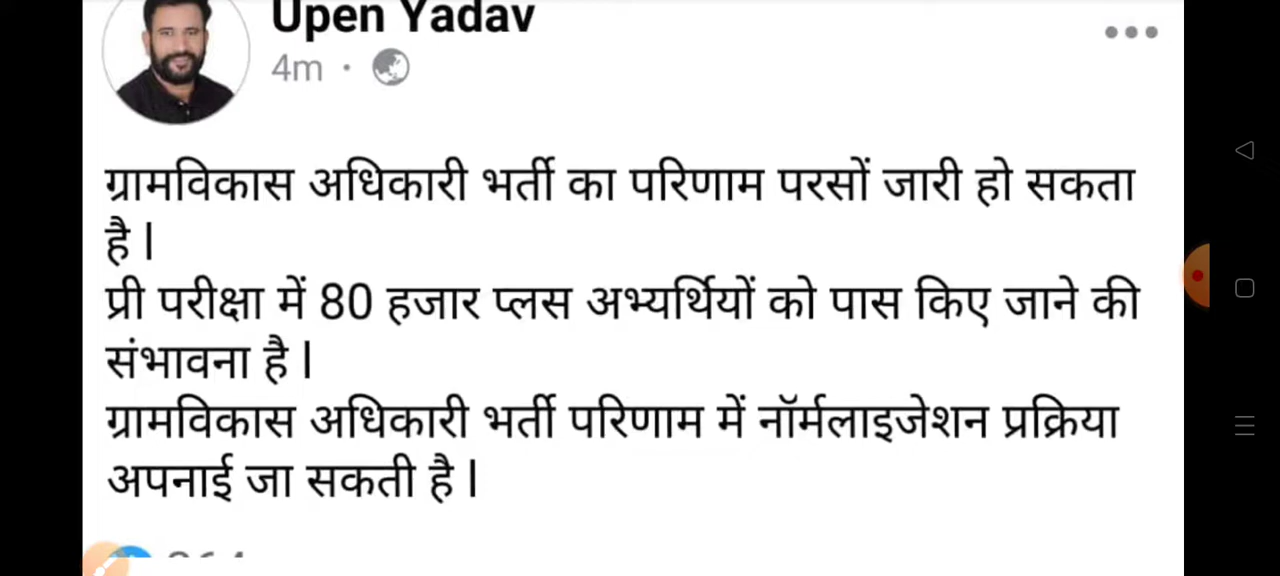 Upen Yadav
4m ·
ग्रामविकास अधिकारी भर्ती का परिणाम परसों जारी हो सकता
है |
प्री परीक्षा में 80 हजार प्लस अभ्यर्थियों को पास किए जाने की
संभावना है |
ग्रामविकास अधिकारी भर्ती परिणाम में नॉर्मलाइजेशन प्रक्रिया
अपनाई जा सकती है |